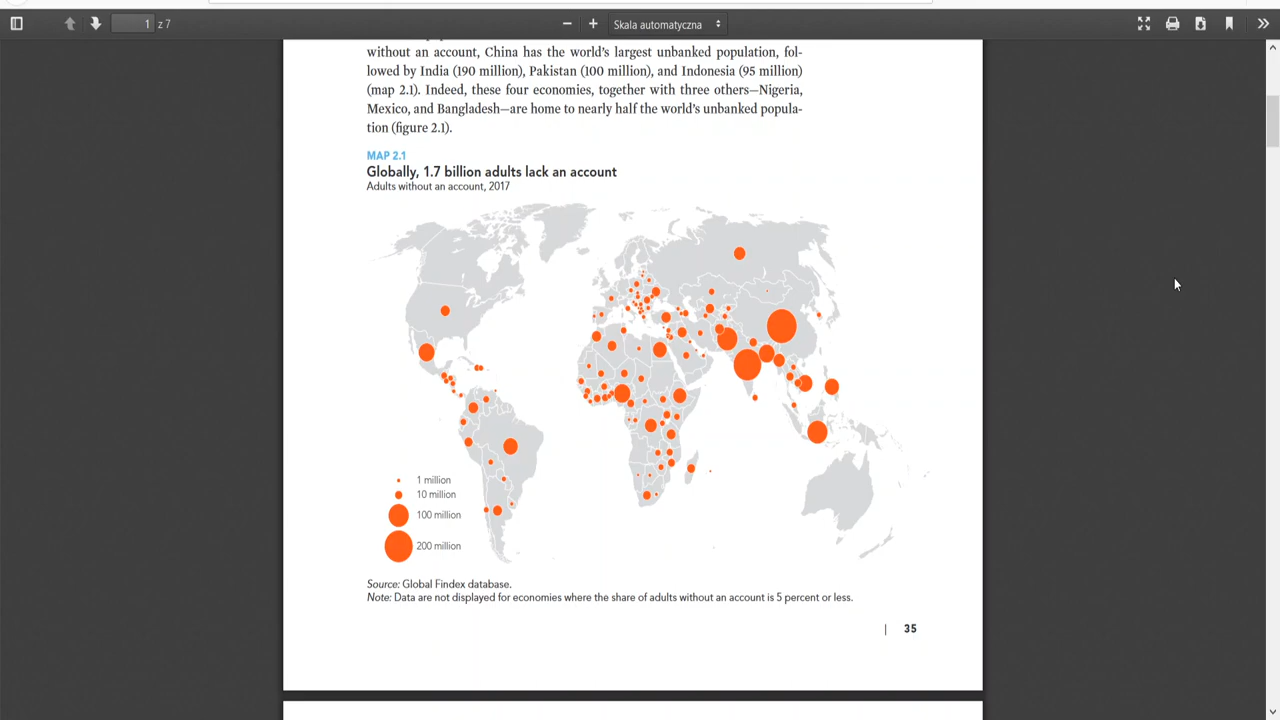 1 z 7
Skala automatyczna
without an account, China has the world's largest unbanked population, fol-
lowed by India (190 million), Pakistan (100 million), and Indonesia (95 million)
(map 2.1). Indeed, these four economies, together with three others—Nigeria,
Mexico, and Bangladesh—are home to nearly half the world's unbanked popula-
tion (figure 2.1).
MAP 2.1
Globally, 1.7 billion adults lack an account
Adults without an account, 2017
1 million
10 million
100 million
200 million
Source: Global Findex database.
Note: Data are not displayed for economies where the share of adults without an account is 5 percent or less.
| 35